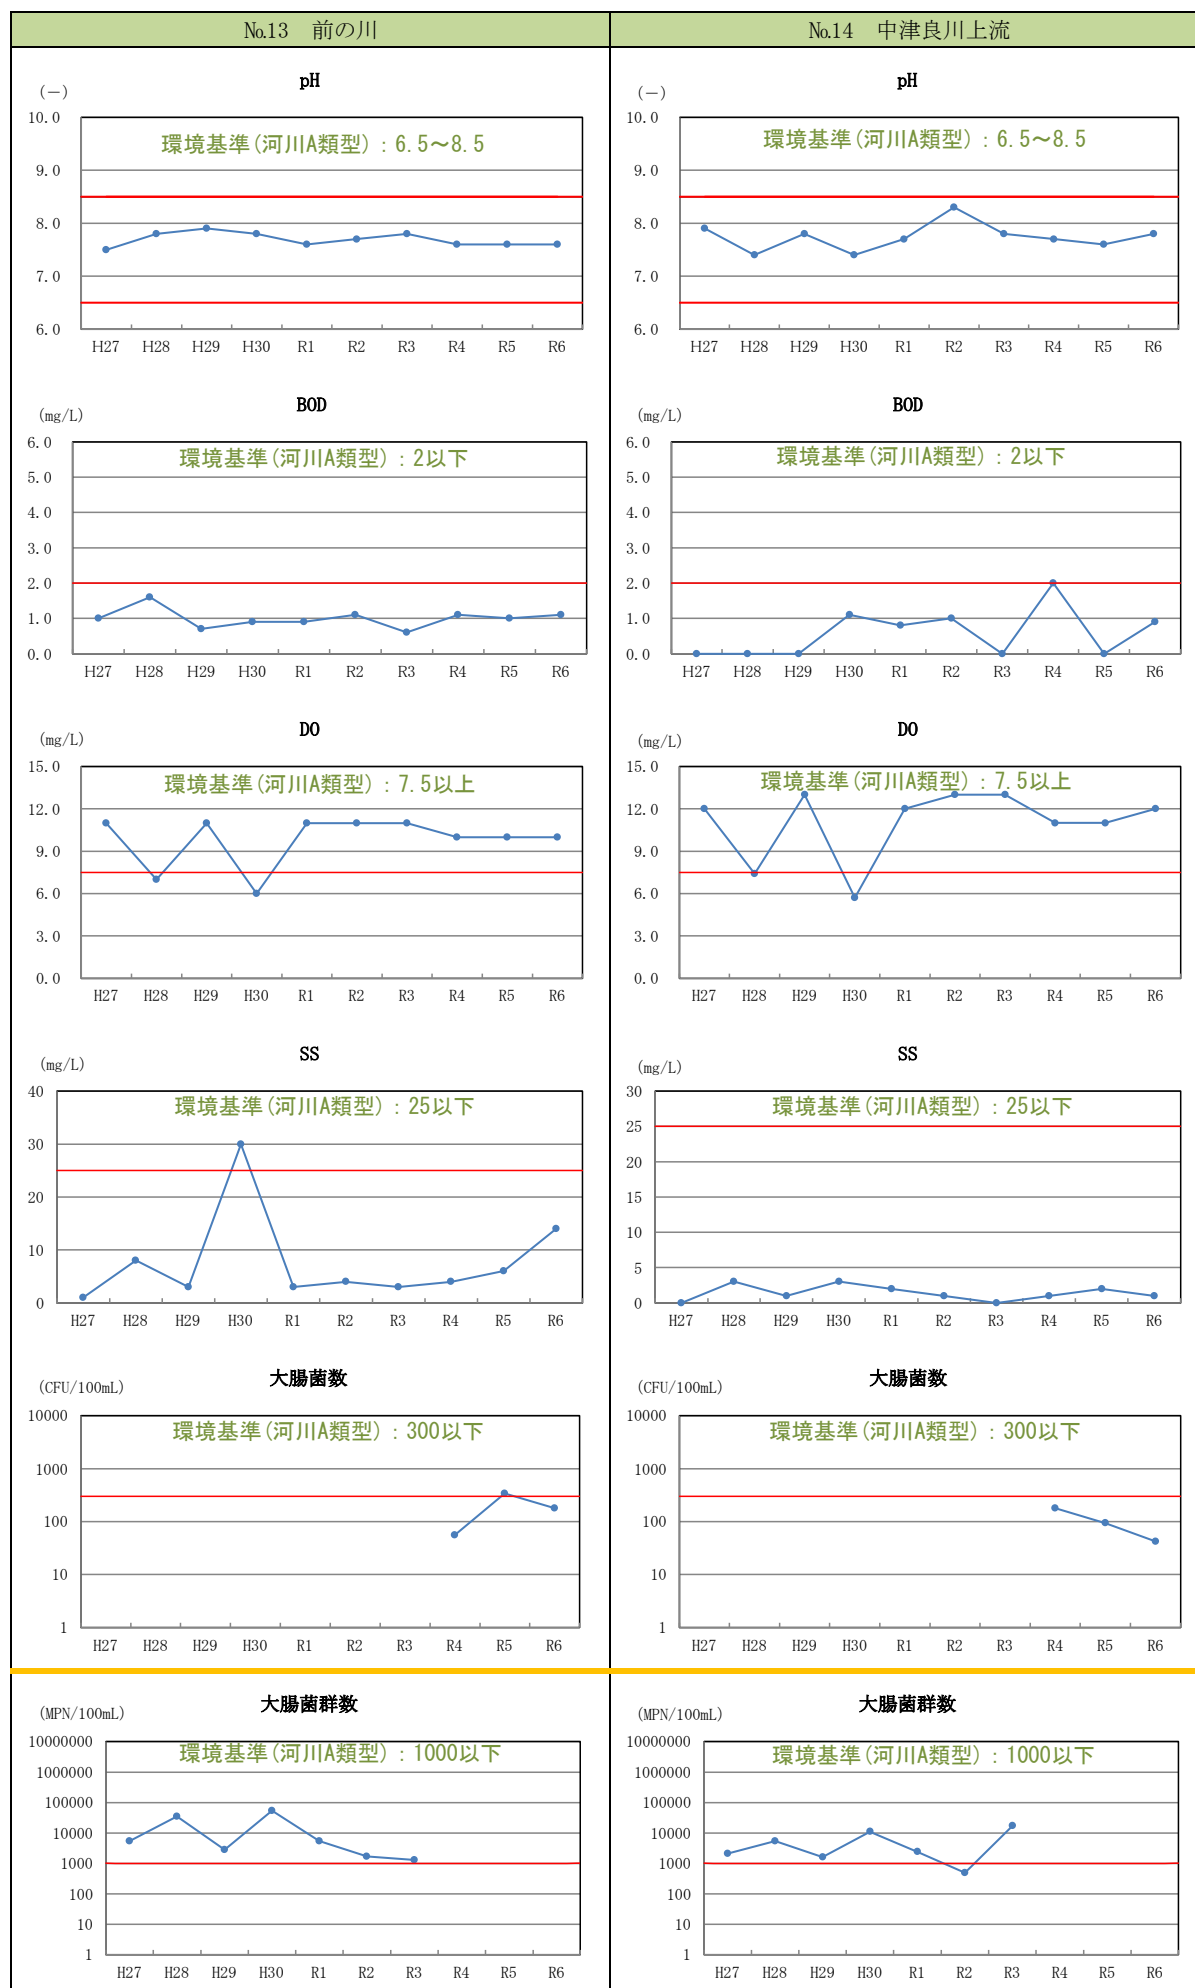 №13　前の川
№14　中津良川上流
pH
(－)
環境基準(河川A類型)：6.5～8.5
10.0
9.0
8.0
7.0
6.0
H27 H28 H29 H30 R1 R2 R3 R4 R5 R6
pH
(－)
環境基準(河川A類型)：6.5～8.5
10.0
9.0
8.0
7.0
6.0
H27 H28 H29 H30 R1 R2 R3 R4 R5 R6
BOD
(mg/L)
環境基準(河川A類型)：2以下
6.0
5.0
4.0
3.0
2.0
1.0
0.0
H27 H28 H29 H30 R1 R2 R3 R4 R5 R6
BOD
(mg/L)
環境基準(河川A類型)：2以下
6.0
5.0
4.0
3.0
2.0
1.0
0.0
H27 H28 H29 H30 R1 R2 R3 R4 R5 R6
DO
(mg/L)
環境基準(河川A類型)：7.5以上
15.0
12.0
9.0
6.0
3.0
0.0
H27 H28 H29 H30 R1 R2 R3 R4 R5 R6
DO
(mg/L)
環境基準(河川A類型)：7.5以上
15.0
12.0
9.0
6.0
3.0
0.0
H27 H28 H29 H30 R1 R2 R3 R4 R5 R6
SS
(mg/L)
環境基準(河川A類型)：25以下
40
30
20
10
0
H27 H28 H29 H30 R1 R2 R3 R4 R5 R6
SS
(mg/L)
環境基準(河川A類型)：25以下
30
25
20
15
10
5
0
H27 H28 H29 H30 R1 R2 R3 R4 R5 R6
大腸菌数
(CFU/100mL)
環境基準(河川A類型)：300以下
10000
1000
100
10
1
H27 H28 H29 H30 R1 R2 R3 R4 R5 R6
大腸菌数
(CFU/100mL)
環境基準(河川A類型)：300以下
10000
1000
100
10
1
H27 H28 H29 H30 R1 R2 R3 R4 R5 R6
大腸菌群数
(MPN/100mL)
環境基準(河川A類型)：1000以下
10000000
1000000
100000
10000
1000
100
10
1
H27 H28 H29 H30 R1 R2 R3 R4 R5 R6
大腸菌群数
(MPN/100mL)
環境基準(河川A類型)：1000以下
10000000
1000000
100000
10000
1000
100
10
1
H27 H28 H29 H30 R1 R2 R3 R4 R5 R6